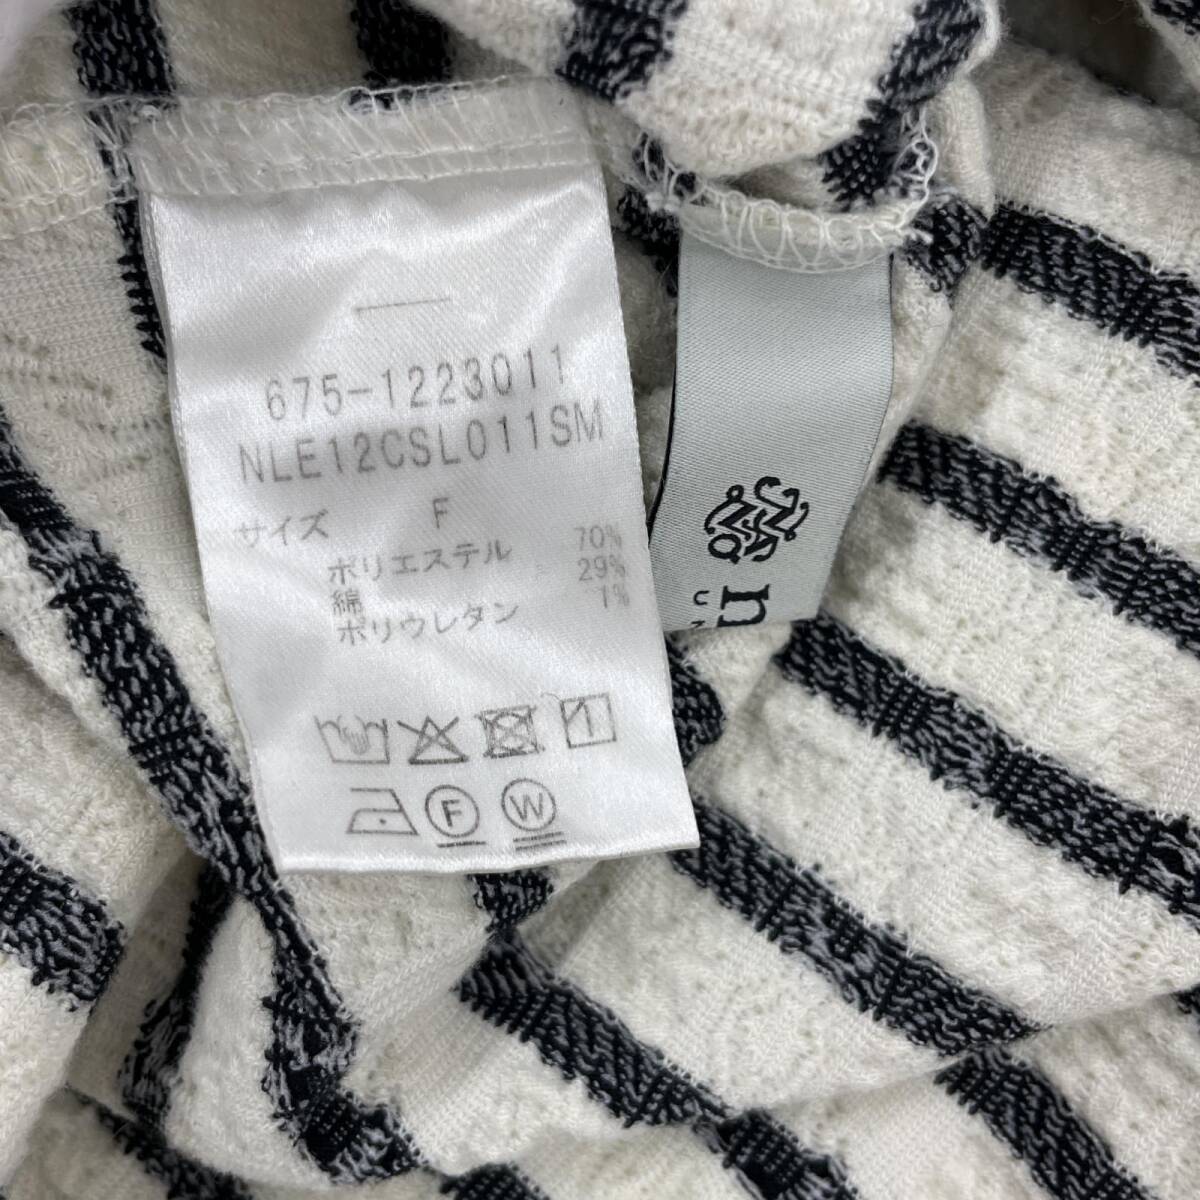 675-1223011
NLE12CSL011SM
サイズ F
ポリエステル 70%
綿 29%
ポリウレタン 1%
F
W
n